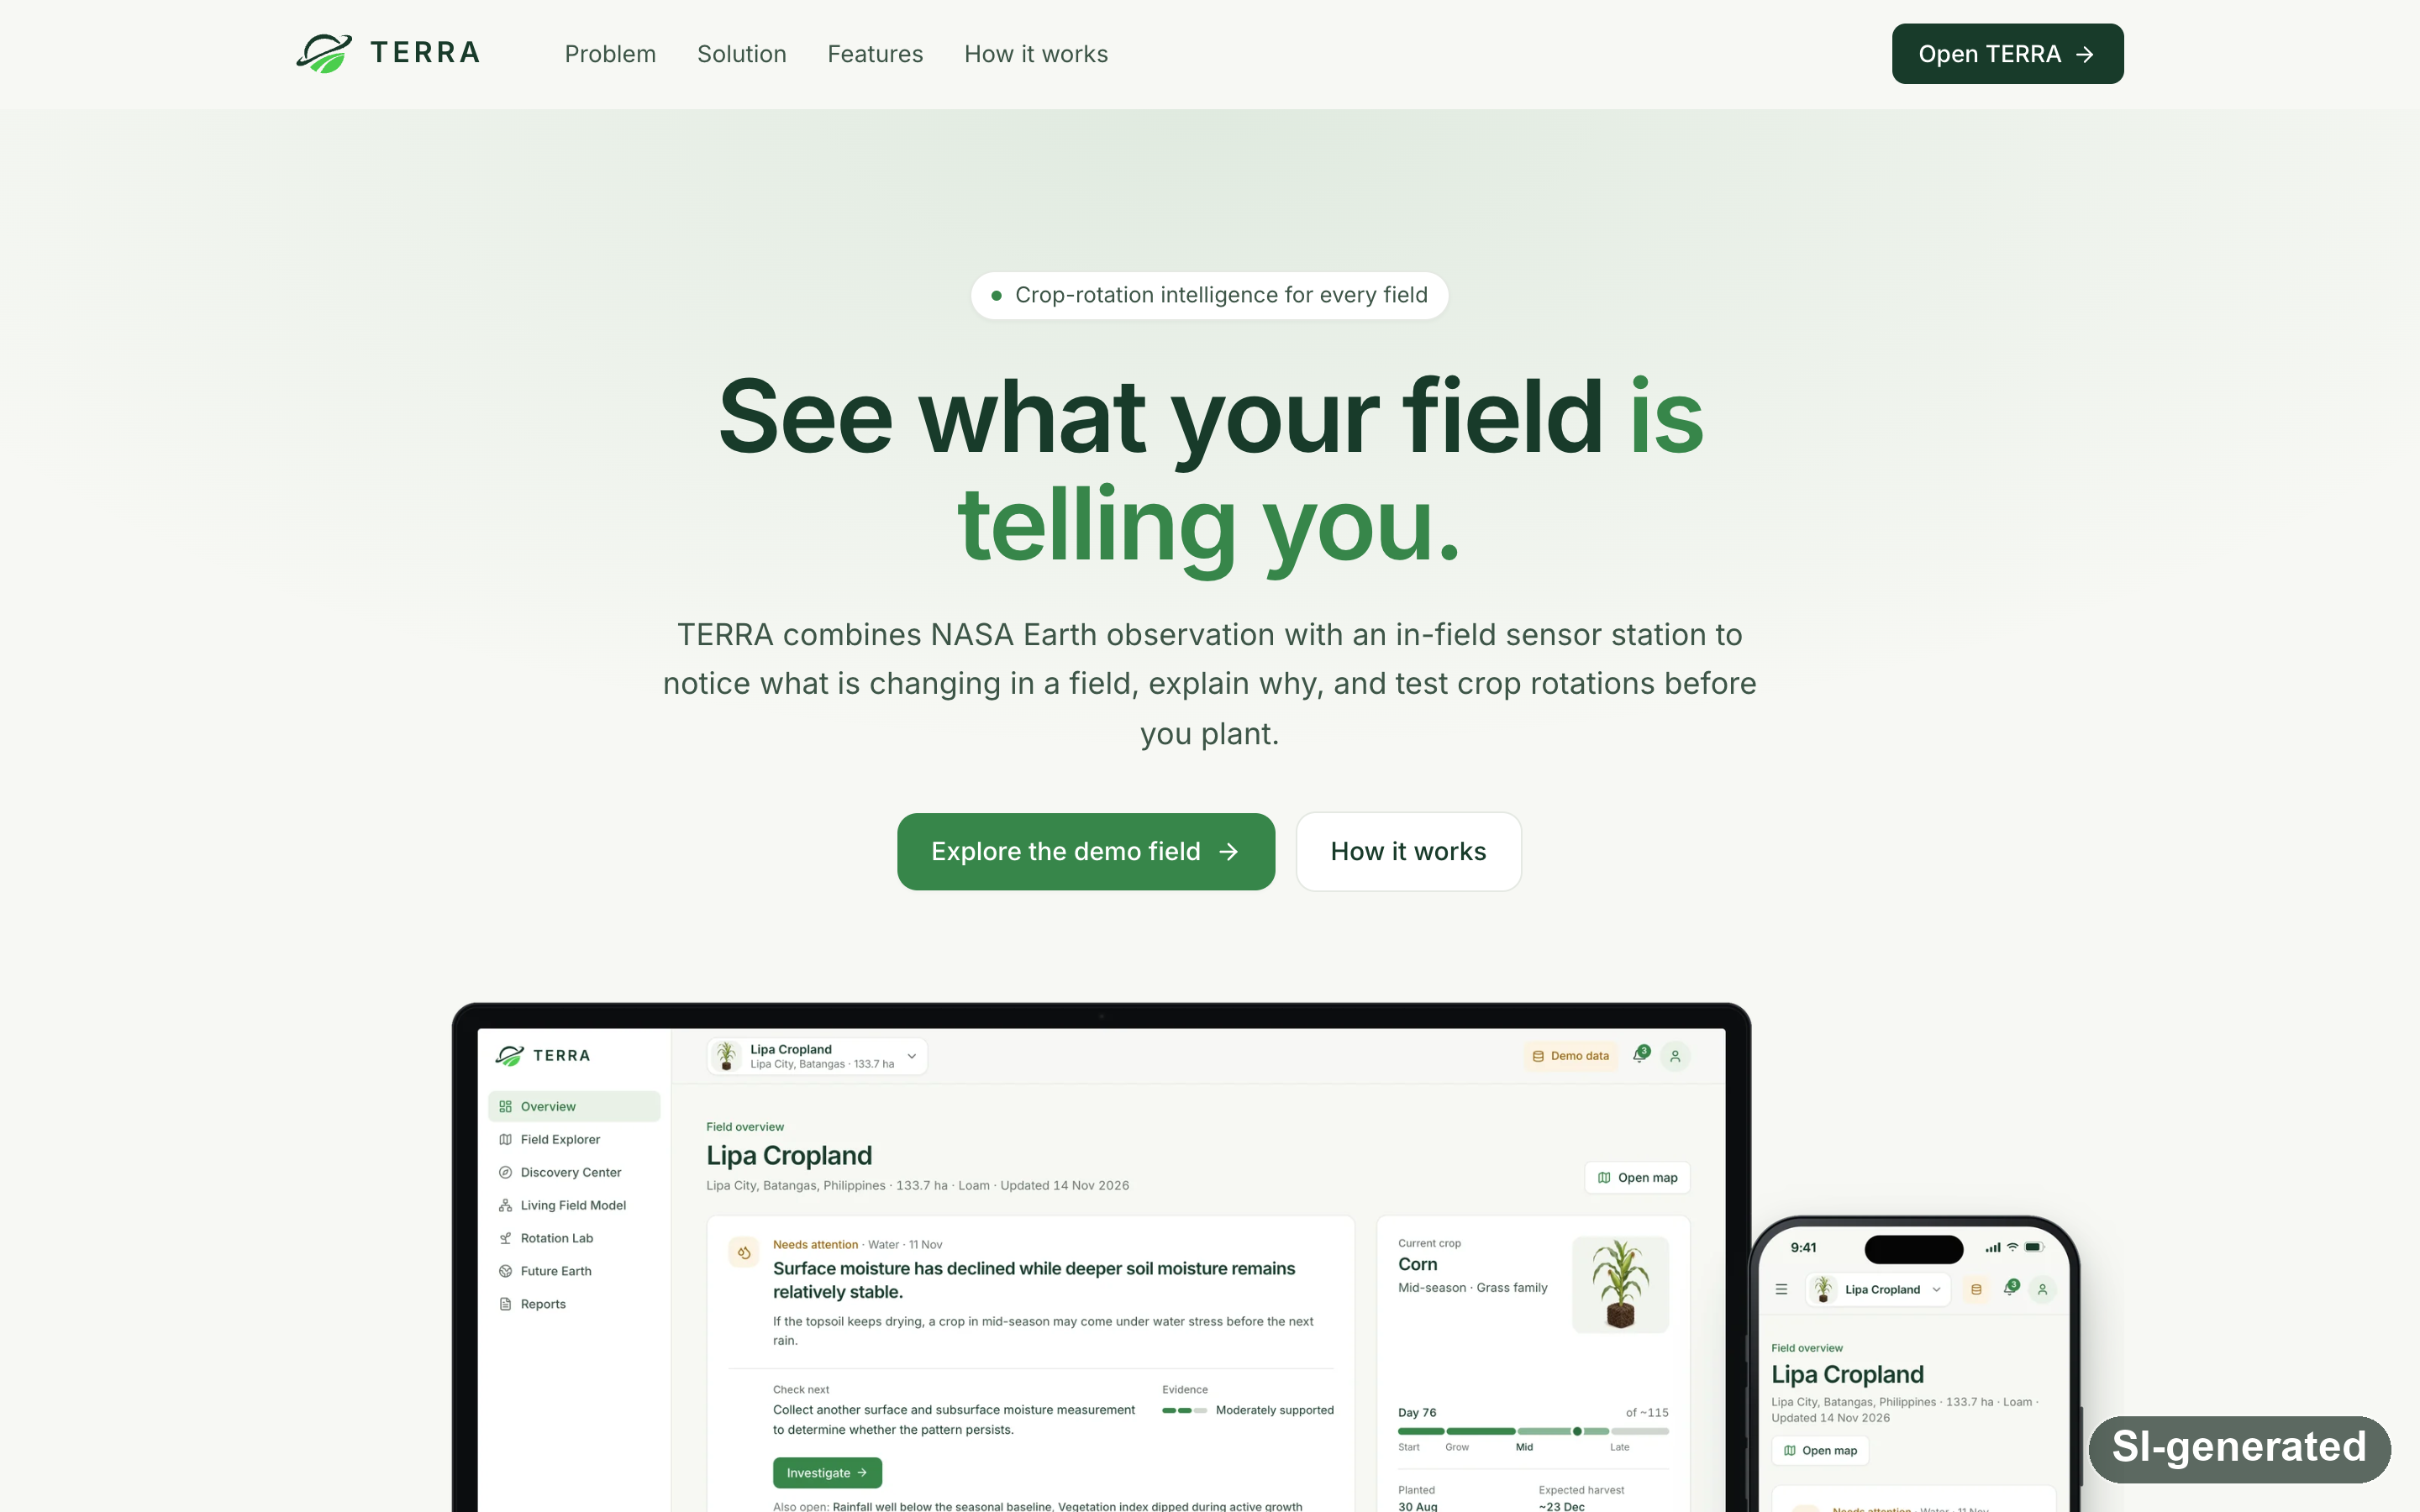 TERRA
Problem
Solution
Features
How it works
Open TERRA →
Crop-rotation intelligence for every field
See what your field is
telling you.
TERRA combines NASA Earth observation with an in-field sensor station to
notice what is changing in a field, explain why, and test crop rotations before
you plant.
Explore the demo field →
How it works
TERRA
Overview
Field Explorer
Discovery Center
Living Field Model
Rotation Lab
Future Earth
Reports
Lipa Cropland
Lipa City, Batangas · 133.7 ha
Demo data
3
Field overview
Lipa Cropland
Lipa City, Batangas, Philippines · 133.7 ha · Loam · Updated 14 Nov 2026
Open map
Needs attention · Water · 11 Nov
Surface moisture has declined while deeper soil moisture remains
relatively stable.
If the topsoil keeps drying, a crop in mid-season may come under water stress before the next
rain.
Check next
Collect another surface and subsurface moisture measurement
to determine whether the pattern persists.
Evidence
Moderately supported
Investigate →
Also open: Rainfall well below the seasonal baseline, Vegetation index dipped during active growth
Current crop
Corn
Mid-season · Grass family
Day 76
of ~115
Start
Grow
Mid
Late
Planted
30 Aug
Expected harvest
~23 Dec
9:41
Lipa Cropland
3
Field overview
Lipa Cropland
Lipa City, Batangas, Philippines · 133.7 ha · Loam ·
Updated 14 Nov 2026
Open map
Needs attention · Water · 11 Nov
SI-generated